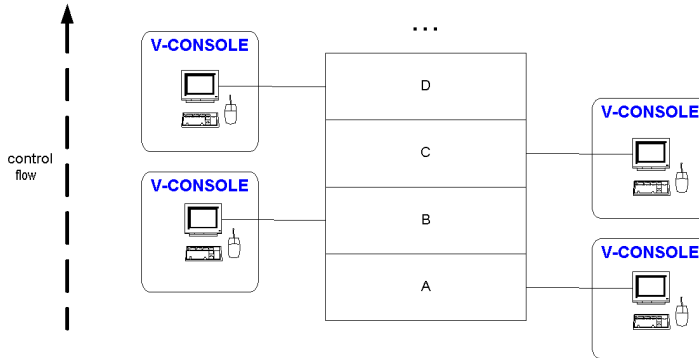 ...
V-CONSOLE
D
V-CONSOLE
C
control
flow
V-CONSOLE
B
V-CONSOLE
A